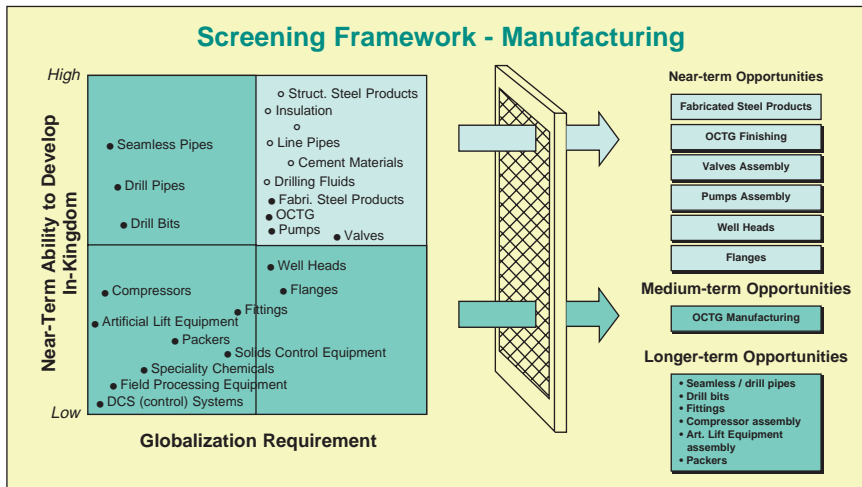 Screening Framework - Manufacturing
High
Near-Term Ability to Develop
In-Kingdom
Low
Struct. Steel Products
Insulation
Line Pipes
Cement Materials
Drilling Fluids
Fabri. Steel Products
OCTG
Pumps
Valves
Seamless Pipes
Drill Pipes
Drill Bits
Well Heads
Flanges
Compressors
Fittings
Artificial Lift Equipment
Packers
Solids Control Equipment
Speciality Chemicals
Field Processing Equipment
DCS (control) Systems
Globalization Requirement
Near-term Opportunities
Fabricated Steel Products
OCTG Finishing
Valves Assembly
Pumps Assembly
Well Heads
Flanges
Medium-term Opportunities
OCTG Manufacturing
Longer-term Opportunities
• Seamless / drill pipes
• Drill bits
• Fittings
• Compressor assembly
• Art. Lift Equipment
assembly
• Packers